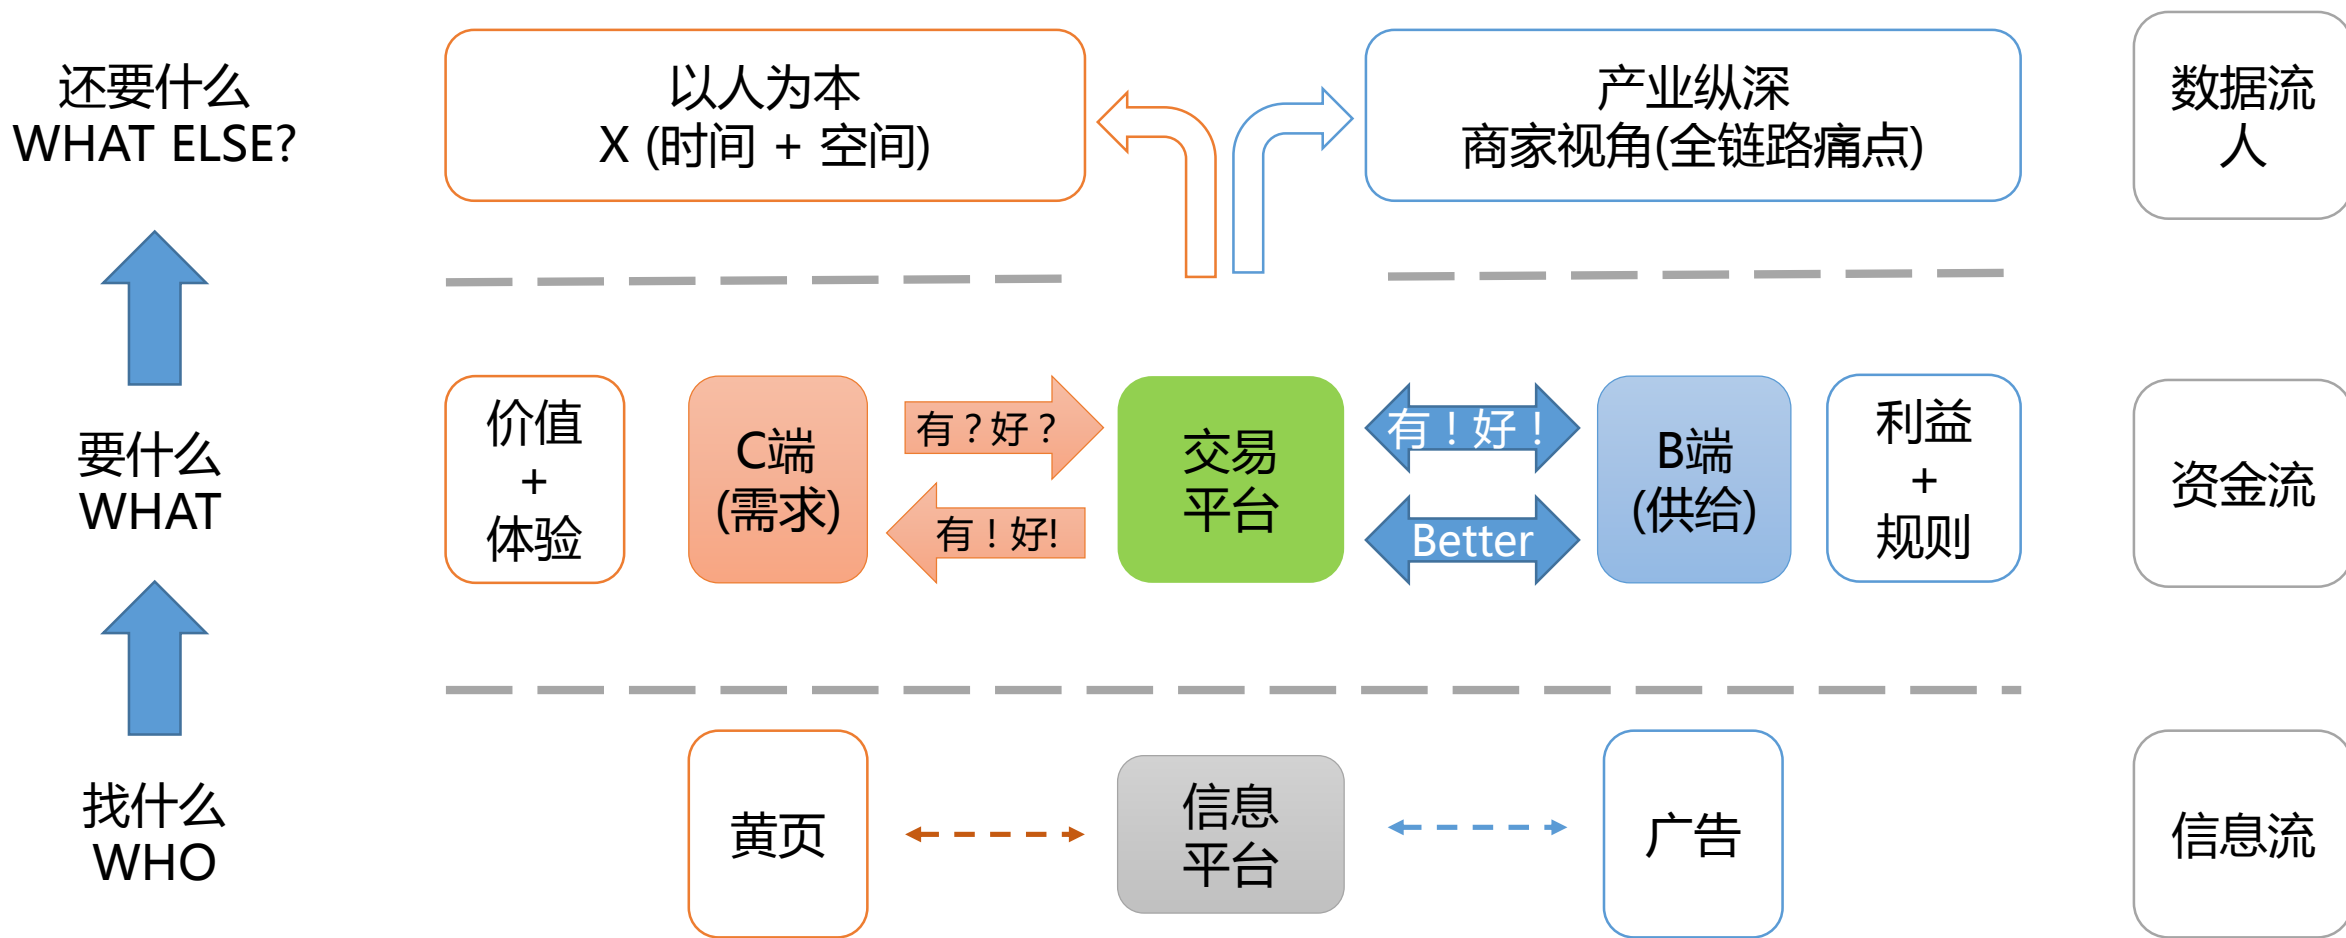 还要什么
WHAT ELSE?
以人为本
X (时间 + 空间)
产业纵深
商家视角(全链路痛点)
数据流
人
要什么
WHAT
价值
+
体验
C端
(需求)
有？好？
有！好!
交易
平台
有！好！
Better
B端
(供给)
利益
+
规则
资金流
找什么
WHO
黄页
信息
平台
广告
信息流